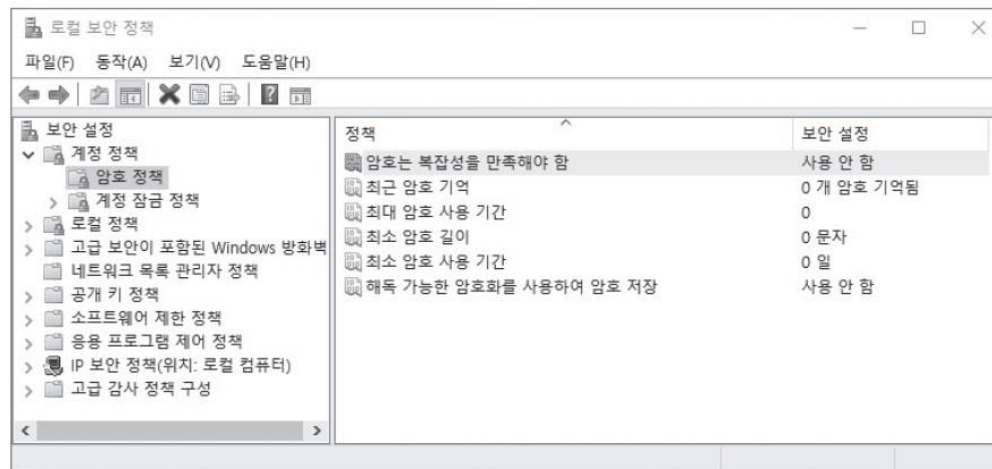 로컬 보안 정책
파일(F) 동작(A) 보기(V) 도움말(H)
보안 설정
계정 정책
암호 정책
계정 잠금 정책
로컬 정책
고급 보안이 포함된 Windows 방화벽
네트워크 목록 관리자 정책
공개 키 정책
소프트웨어 제한 정책
응용 프로그램 제어 정책
IP 보안 정책(위치: 로컬 컴퓨터)
고급 감사 정책 구성
정책 보안 설정
암호는 복잡성을 만족해야 함 사용 안 함
최근 암호 기억 0 개 암호 기억됨
최대 암호 사용 기간 0
최소 암호 길이 0 문자
최소 암호 사용 기간 0 일
해독 가능한 암호화를 사용하여 암호 저장 사용 안 함